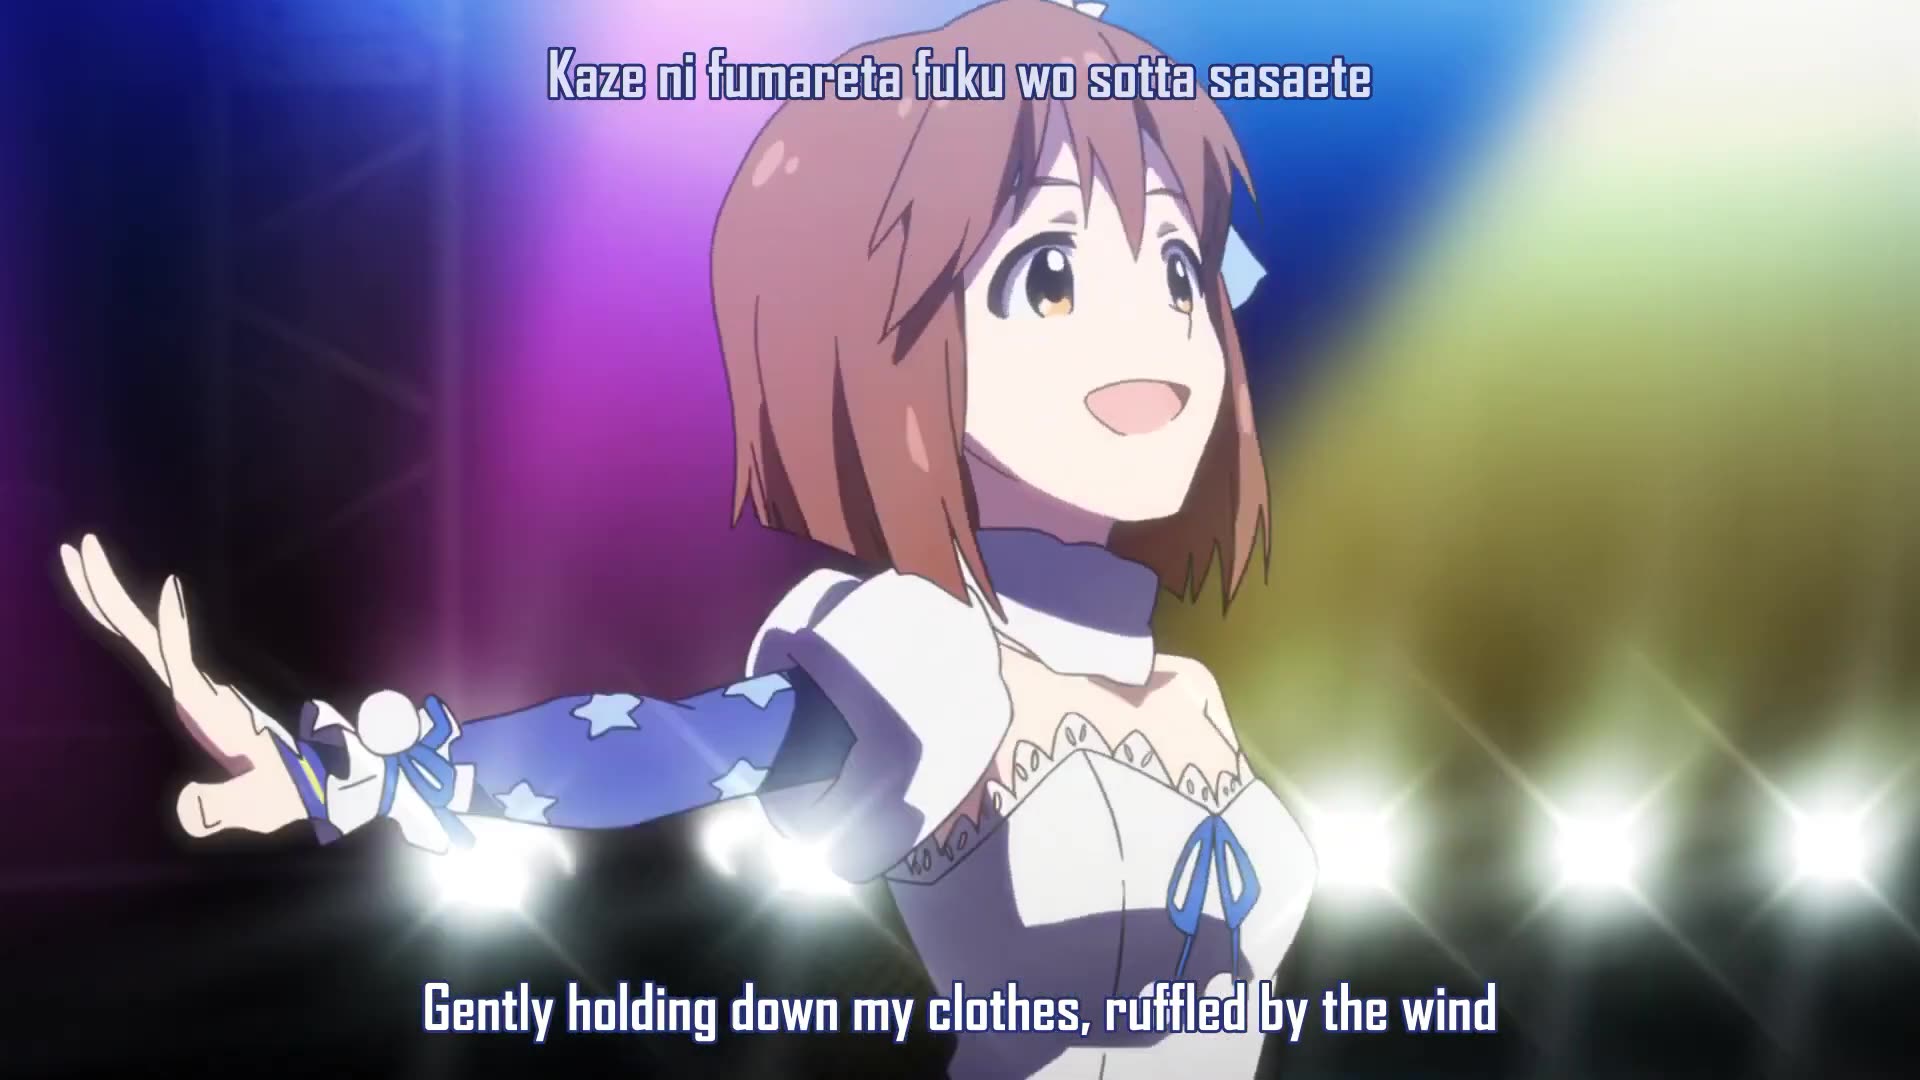 Kaze ni fumareta fuku wo sotta sasaete
Gently holding down my clothes, ruffled by the wind